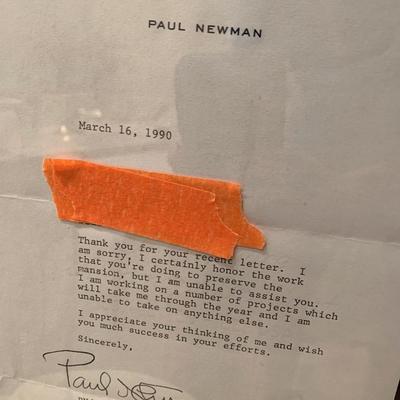 PAUL NEWMAN
March 16, 1990
Thank you for your recent letter. I
am sorry, I certainly honor the work
that you're doing to preserve the
mansion, but I am unable to assist you.
I am working on a number of projects which
will take me through the year and I am
unable to take on anything else.
I appreciate your thinking of me and wish
you much success in your efforts.
Sincerely,
Paul